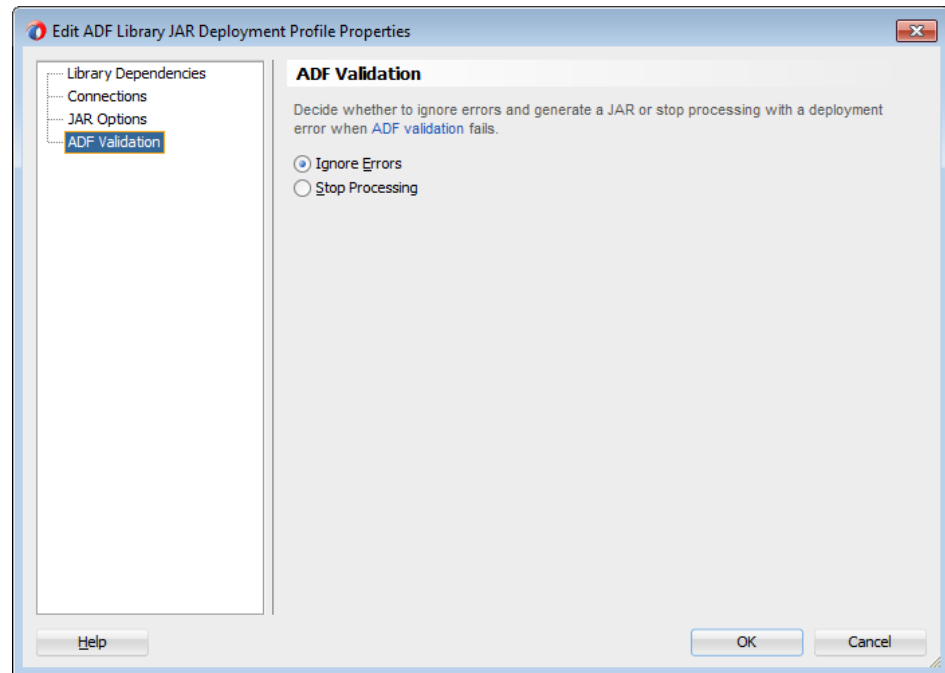 Edit ADF Library JAR Deployment Profile Properties
Library Dependencies
Connections
JAR Options
ADF Validation
ADF Validation
Decide whether to ignore errors and generate a JAR or stop processing with a deployment
error when ADF validation fails.
Ignore Errors
Stop Processing
Help
OK
Cancel